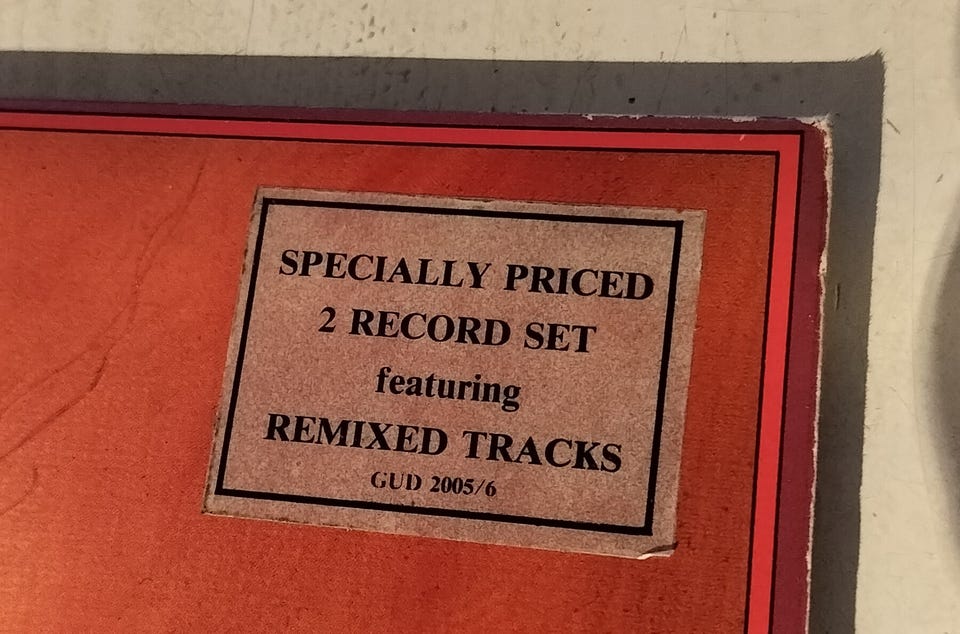 SPECIALLY PRICED
2 RECORD SET
featuring
REMIXED TRACKS
GUD 2005/6